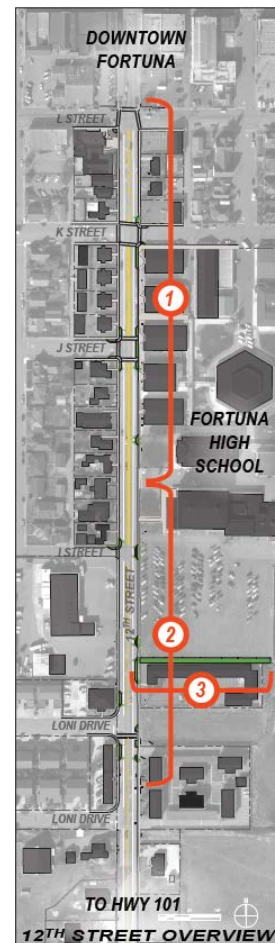 DOWNTOWN
FORTUNA
L STREET
K STREET
1
J STREET
FORTUNA
HIGH
SCHOOL
I STREET
12TH STREET
2
3
LONI DRIVE
LONI DRIVE
TO HWY 101
12TH STREET OVERVIEW